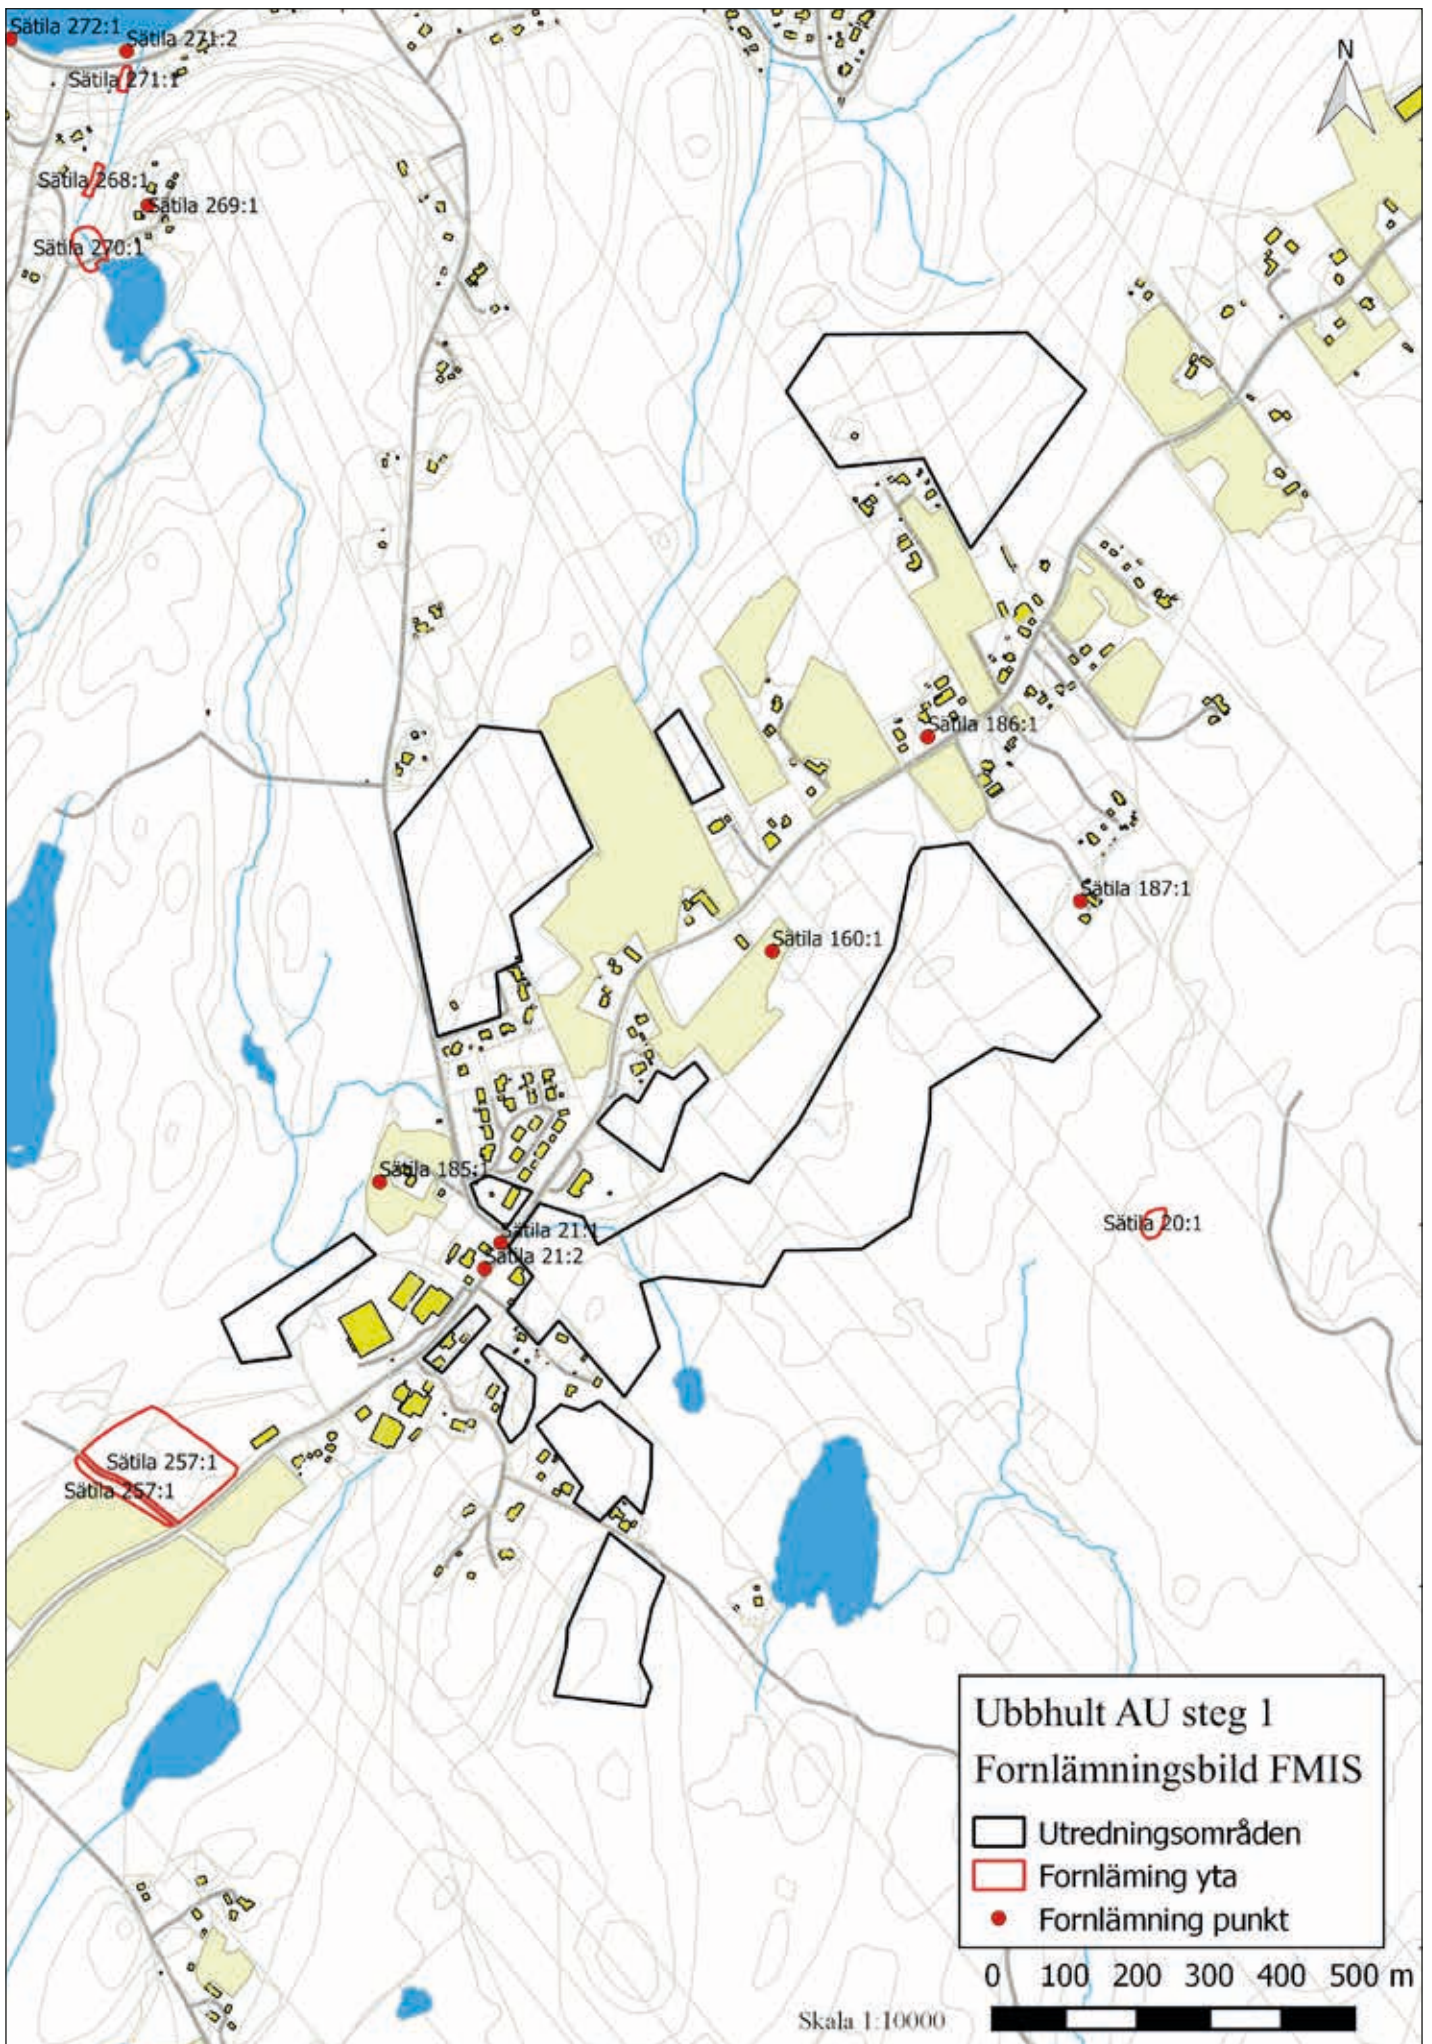 Sätila 272:1
Sätila 271:2
N
Sätila 271:1
Sätila 268:1
Sätila 269:1
Sätila 270:1
Sätila 186:1
Sätila 187:1
Sätila 160:1
Sätila 185:1
Sätila 20:1
Sätila 21:1
Sätila 21:2
Sätila 257:1
Sätila 257:1
Ubbhult AU steg 1
Fornlämningsbild FMIS
Utredningsområden
Fornläming yta
Fornlämning punkt
0 100 200 300 400 500 m
Skala 1:10000